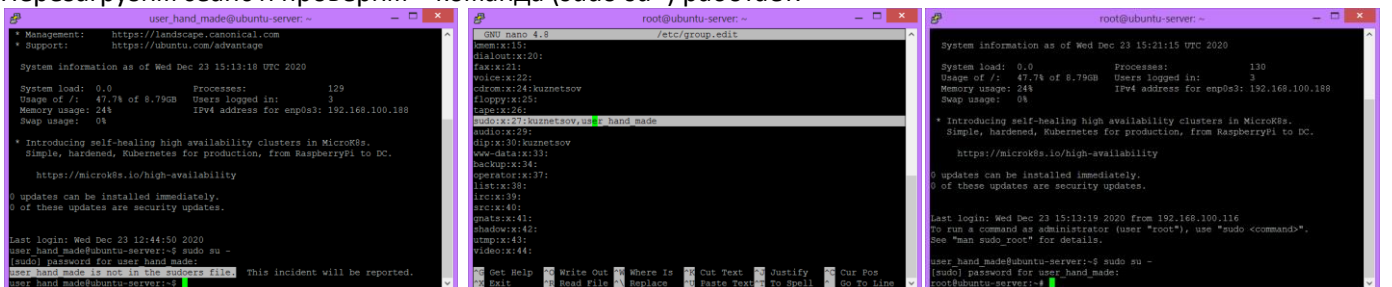 Перезагрузим сеанс и проверим – команда (sudo su -) работает
user_hand_made@ubuntu-server: ~
* Management: https://landscape.canonical.com
* Support: https://ubuntu.com/advantage
System information as of Wed Dec 23 15:13:18 UTC 2020
System load: 0.0 Processes: 129
Usage of /: 47.7% of 8.79GB Users logged in: 3
Memory usage: 24% IPv4 address for enp0s3: 192.168.100.188
Swap usage: 0%
* Introducing self-healing high availability clusters in MicroK8s.
Simple, hardened, Kubernetes for production, from RaspberryPi to DC.
https://microk8s.io/high-availability
0 updates can be installed immediately.
0 of these updates are security updates.
Last login: Wed Dec 23 12:44:50 2020
user_hand_made@ubuntu-server:~$ sudo su -
[sudo] password for user_hand_made:
user_hand_made is not in the sudoers file. This incident will be reported.
user_hand_made@ubuntu-server:~$
root@ubuntu-server: ~
GNU nano 4.8 /etc/group.edit
kmem:x:15:
dialout:x:20:
fax:x:21:
voice:x:22:
cdrom:x:24:kuznetsov
floppy:x:25:
tape:x:26:
sudo:x:27:kuznetsov,user_hand_made
audio:x:29:
dip:x:30:kuznetsov
www-data:x:33:
backup:x:34:
operator:x:37:
list:x:38:
irc:x:39:
src:x:40:
gnats:x:41:
shadow:x:42:
utmp:x:43:
video:x:44:
^G Get Help ^O Write Out ^W Where Is ^K Cut Text ^J Justify ^C Cur Pos
^X Exit ^R Read File ^\ Replace ^U Paste Text ^T To Spell ^_ Go To Line
root@ubuntu-server: ~
System information as of Wed Dec 23 15:21:15 UTC 2020
System load: 0.0 Processes: 130
Usage of /: 47.7% of 8.79GB Users logged in: 3
Memory usage: 24% IPv4 address for enp0s3: 192.168.100.188
Swap usage: 0%
* Introducing self-healing high availability clusters in MicroK8s.
Simple, hardened, Kubernetes for production, from RaspberryPi to DC.
https://microk8s.io/high-availability
0 updates can be installed immediately.
0 of these updates are security updates.
Last login: Wed Dec 23 15:13:19 2020 from 192.168.100.116
To run a command as administrator (user "root"), use "sudo <command>".
See "man sudo_root" for details.
user_hand_made@ubuntu-server:~$ sudo su -
[sudo] password for user_hand_made:
root@ubuntu-server:~#